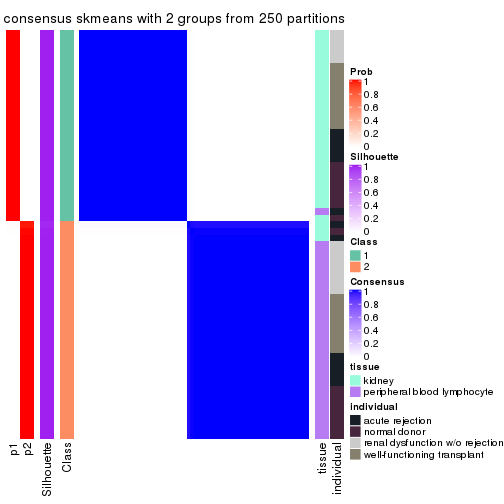 consensus skmeans with 2 groups from 250 partitions
Prob
1
0.8
0.6
0.4
0.2
0
Silhouette
1
0.8
0.6
0.4
0.2
0
Class
1
2
Consensus
1
0.8
0.6
0.4
0.2
0
tissue
kidney
peripheral blood lymphocyte
individual
acute rejection
normal donor
renal dysfunction w/o rejection
well-functioning transplant
p1
p2
Silhouette
Class
tissue
individual